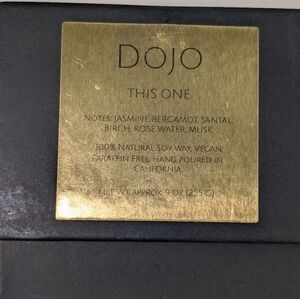 DOJO
THIS ONE
NOTES: JASMINE, BERGAMOT, SANTAL,
BIRCH, ROSE WATER, MUSK
100% NATURAL SOY WAX, VEGAN,
PARAFFIN FREE, HAND POURED IN
CALIFORNIA
NET WT APPROX. 9 OZ (255 G)